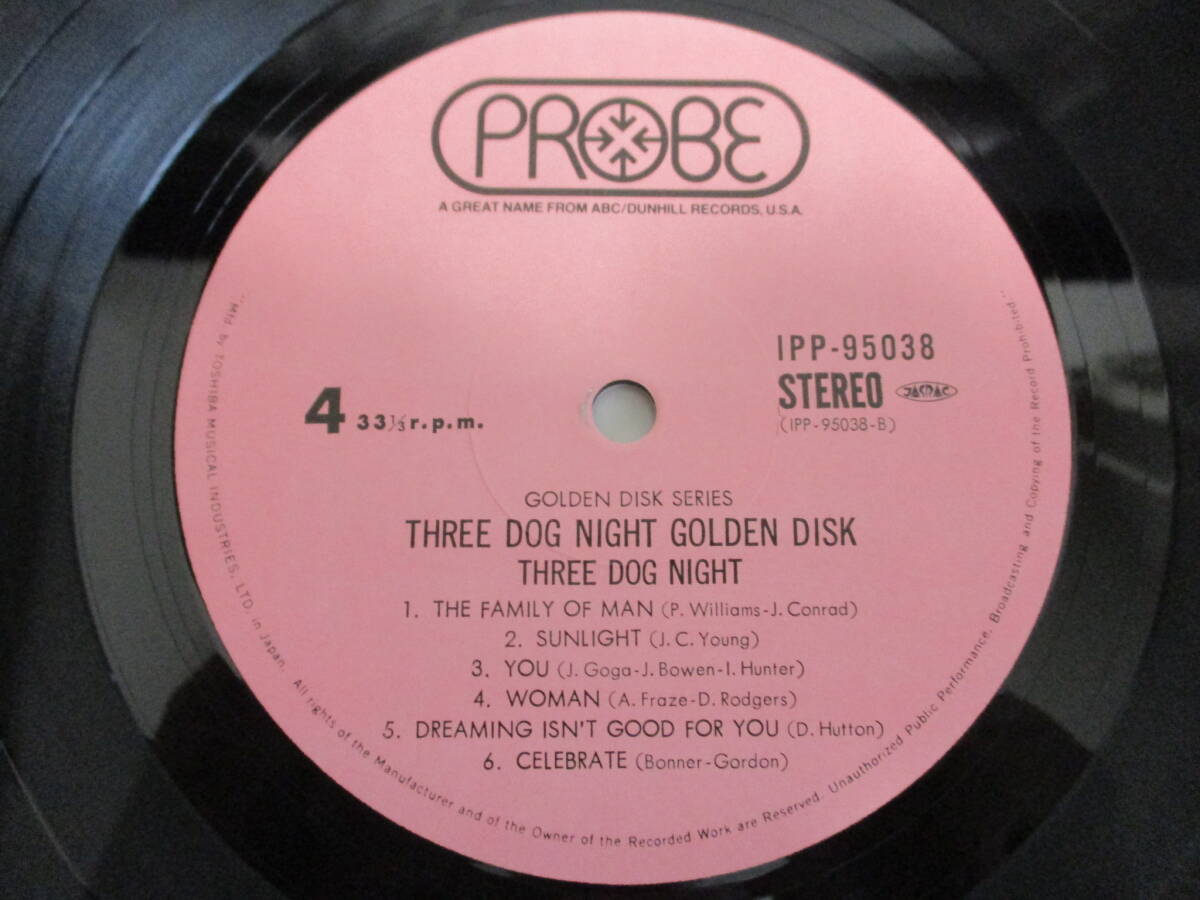 PROBE
A GREAT NAME FROM ABC/DUNHILL RECORDS, U.S.A.
IPP-95038
4 33⅓ r.p.m.
STEREO JASRAC
(IPP-95038-B)
GOLDEN DISK SERIES
THREE DOG NIGHT GOLDEN DISK
THREE DOG NIGHT
1. THE FAMILY OF MAN (P. Williams-J. Conrad)
2. SUNLIGHT (J. C. Young)
3. YOU (J. Goga-J. Bowen-I. Hunter)
4. WOMAN (A. Fraze-D. Rodgers)
5. DREAMING ISN'T GOOD FOR YOU (D. Hutton)
6. CELEBRATE (Bonner-Gordon)
Mfd. by TOSHIBA MUSICAL INDUSTRIES, LTD. in Japan. All rights of the Manufacturer and of the Owner of the Recorded Work are Reserved. Unauthorized Public Performance, Broadcasting and Copying of the Record Prohibited.